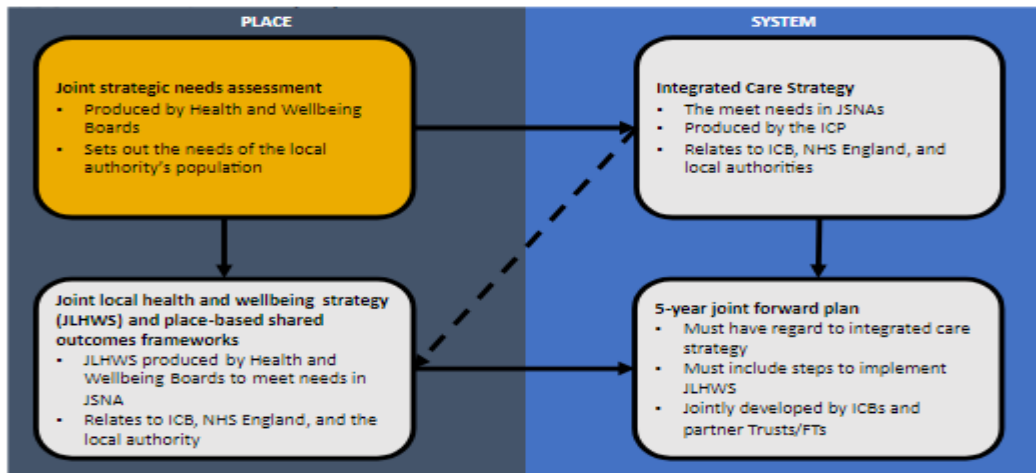 PLACE
Joint strategic needs assessment
• Produced by Health and Wellbeing
Boards
• Sets out the needs of the local
authority's population
Joint local health and wellbeing strategy
(JLHWS) and place-based shared
outcomes frameworks
• JLHWS produced by Health and
Wellbeing Boards to meet needs in
JSNA
• Relates to ICB, NHS England, and the
local authority
SYSTEM
Integrated Care Strategy
• The meet needs in JSNAs
• Produced by the ICP
• Relates to ICB, NHS England, and
local authorities
5-year joint forward plan
• Must have regard to integrated care
strategy
• Must include steps to implement
JLHWS
• Jointly developed by ICBs and
partner Trusts/FTs